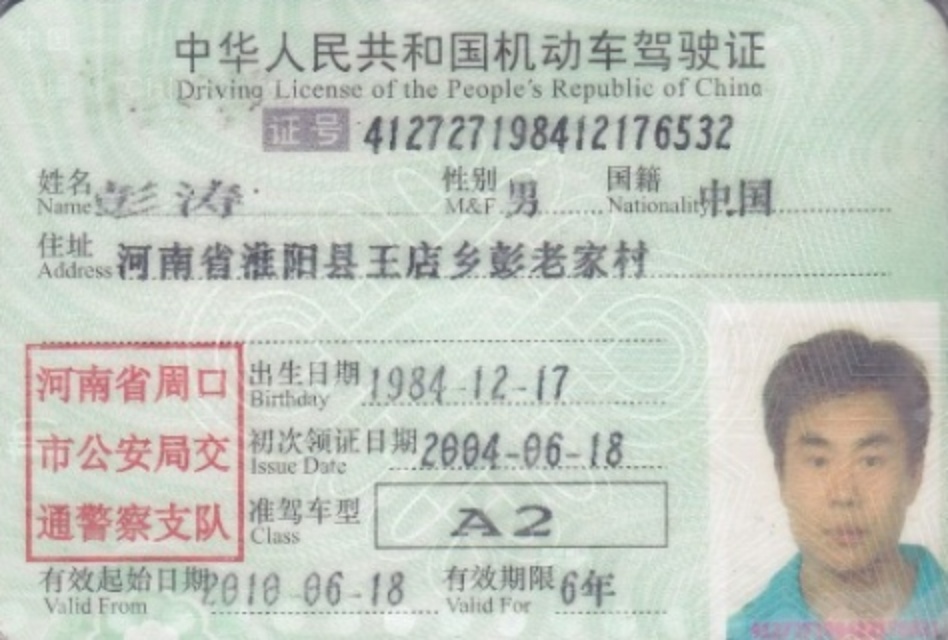 中华人民共和国机动车驾驶证
Driving License of the People's Republic of China
证号 412727198412176532
姓名 彭涛 性别 男 国籍 中国
Name M&F Nationality
住址 河南省淮阳县王店乡彭老家村
Address
河南省周口
市公安局交
通警察支队
出生日期 1984-12-17
Birthday
初次领证日期 2004-06-18
Issue Date
准驾车型 A2
Class
有效起始日期 2010-06-18 有效期限 6年
Valid From Valid For